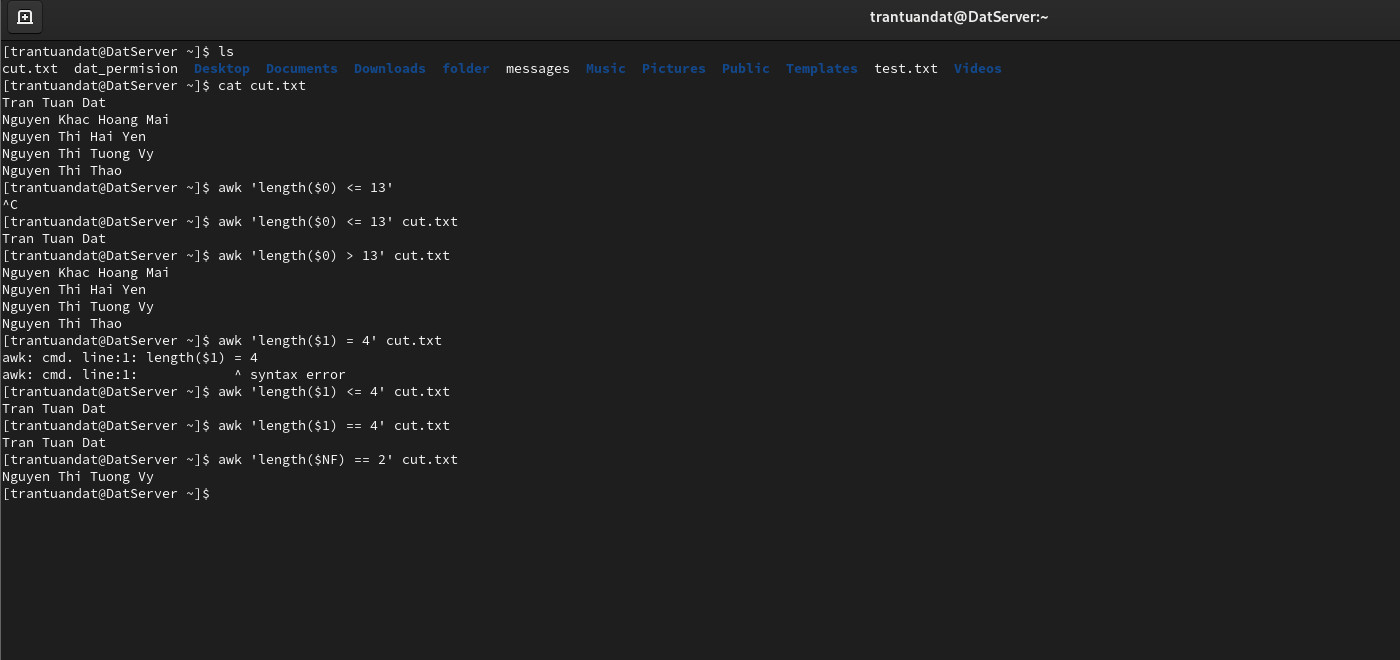 trantuandat@DatServer:~
[trantuandat@DatServer ~]$ ls
cut.txt  dat_permision  Desktop  Documents  Downloads  folder  messages  Music  Pictures  Public  Templates  test.txt  Videos
[trantuandat@DatServer ~]$ cat cut.txt
Tran Tuan Dat
Nguyen Khac Hoang Mai
Nguyen Thi Hai Yen
Nguyen Thi Tuong Vy
Nguyen Thi Thao
[trantuandat@DatServer ~]$ awk 'length($0) <= 13'
^C
[trantuandat@DatServer ~]$ awk 'length($0) <= 13' cut.txt
Tran Tuan Dat
[trantuandat@DatServer ~]$ awk 'length($0) > 13' cut.txt
Nguyen Khac Hoang Mai
Nguyen Thi Hai Yen
Nguyen Thi Tuong Vy
Nguyen Thi Thao
[trantuandat@DatServer ~]$ awk 'length($1) = 4' cut.txt
awk: cmd. line:1: length($1) = 4
awk: cmd. line:1:            ^ syntax error
[trantuandat@DatServer ~]$ awk 'length($1) <= 4' cut.txt
Tran Tuan Dat
[trantuandat@DatServer ~]$ awk 'length($1) == 4' cut.txt
Tran Tuan Dat
[trantuandat@DatServer ~]$ awk 'length($NF) == 2' cut.txt
Nguyen Thi Tuong Vy
[trantuandat@DatServer ~]$